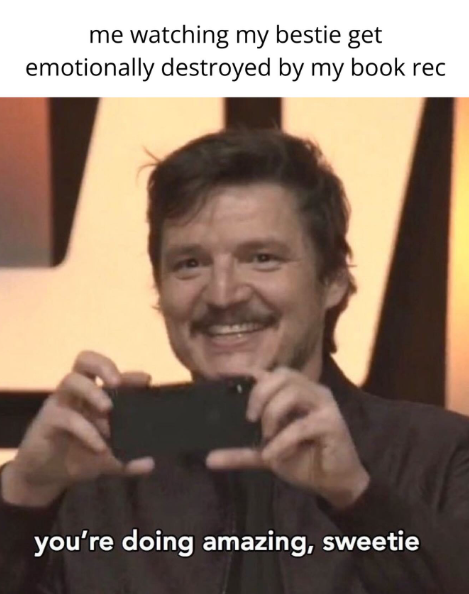 me watching my bestie get
emotionally destroyed by my book rec
you're doing amazing, sweetie